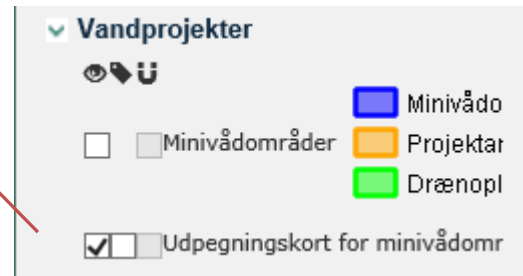 Vandprojekter
Minivådo
Minivådområder
Projektar
Drænopl
Udpegningskort for minivådomr